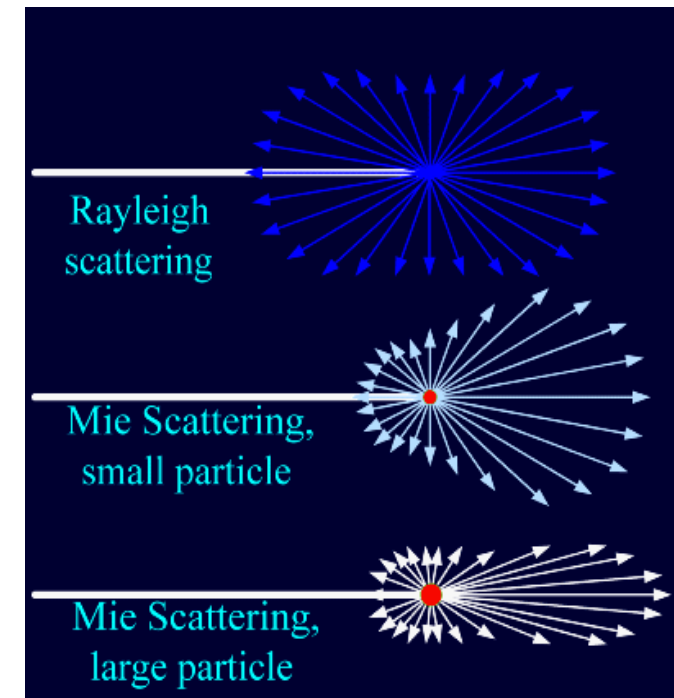 Rayleigh
scattering
Mie Scattering,
small particle
Mie Scattering,
large particle